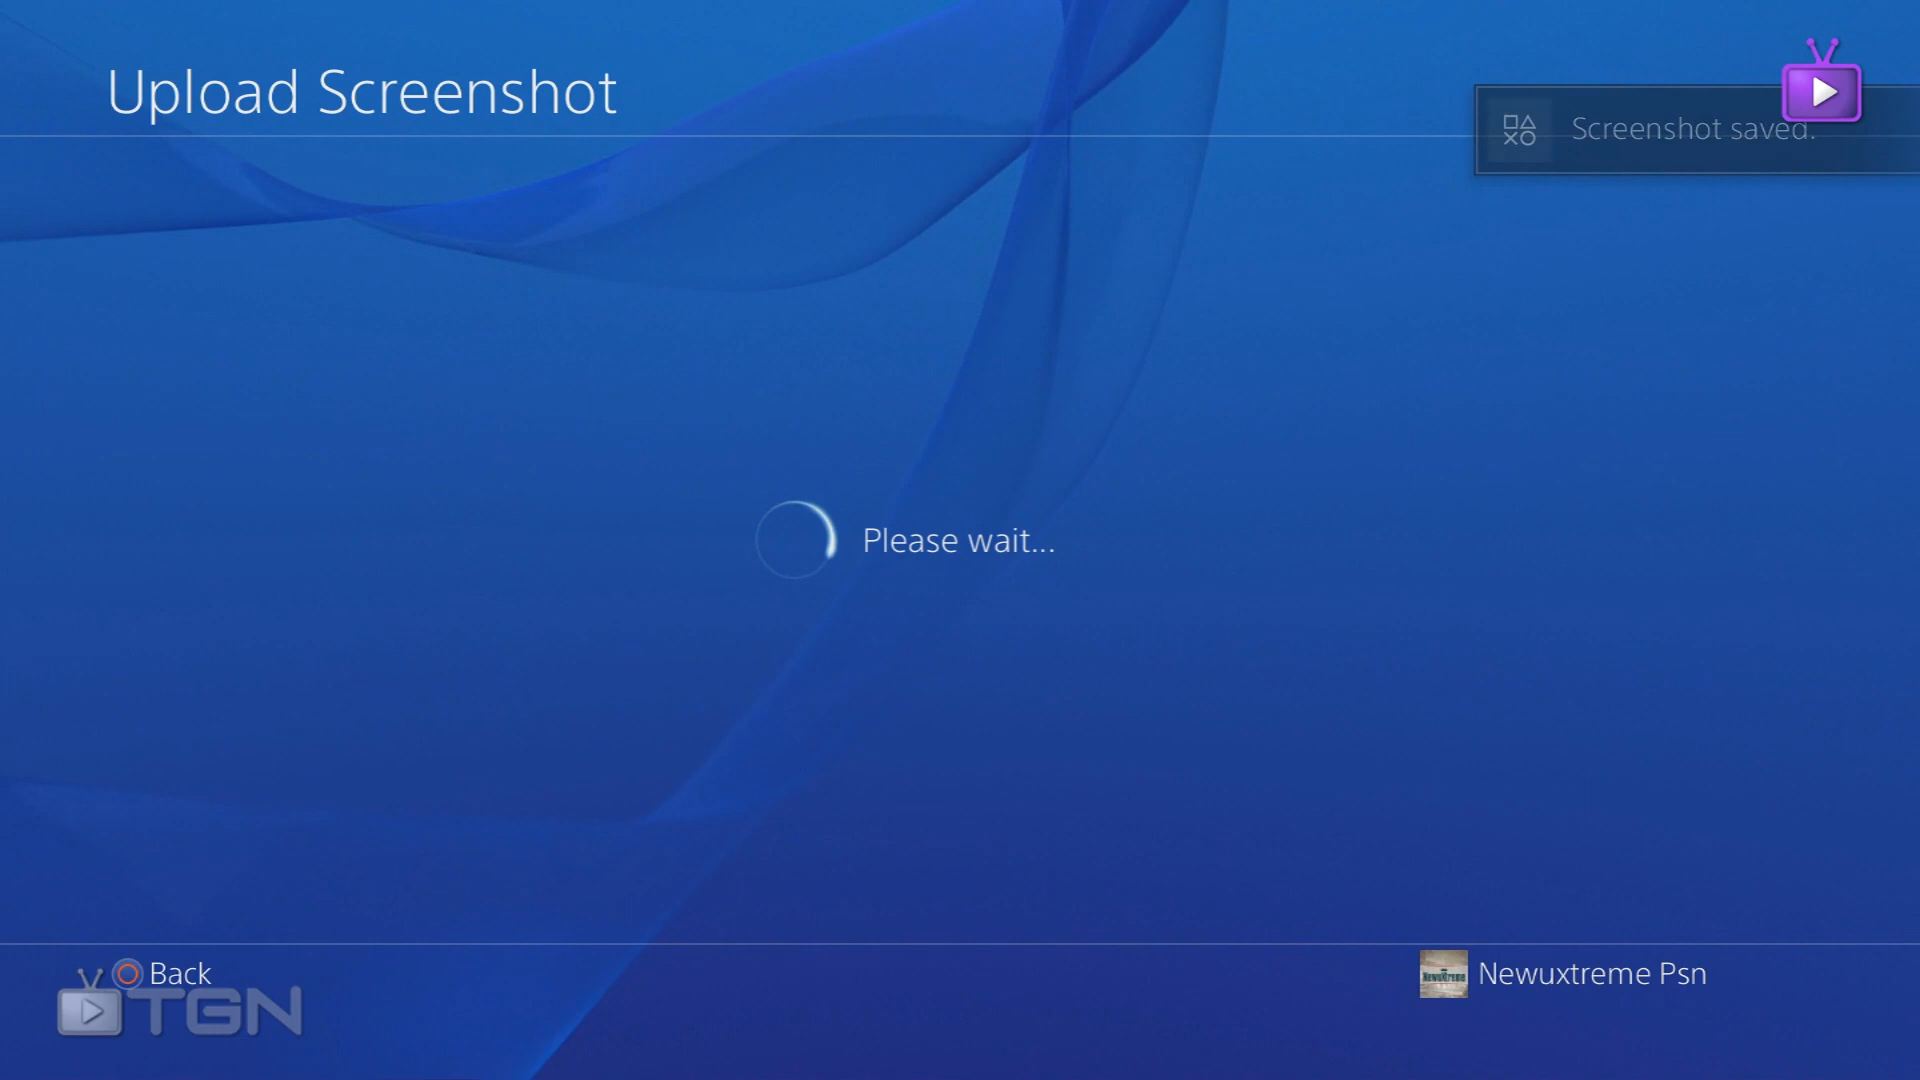 Upload Screenshot
Screenshot saved.
Please wait...
Back
Newuxtreme Psn
TGN